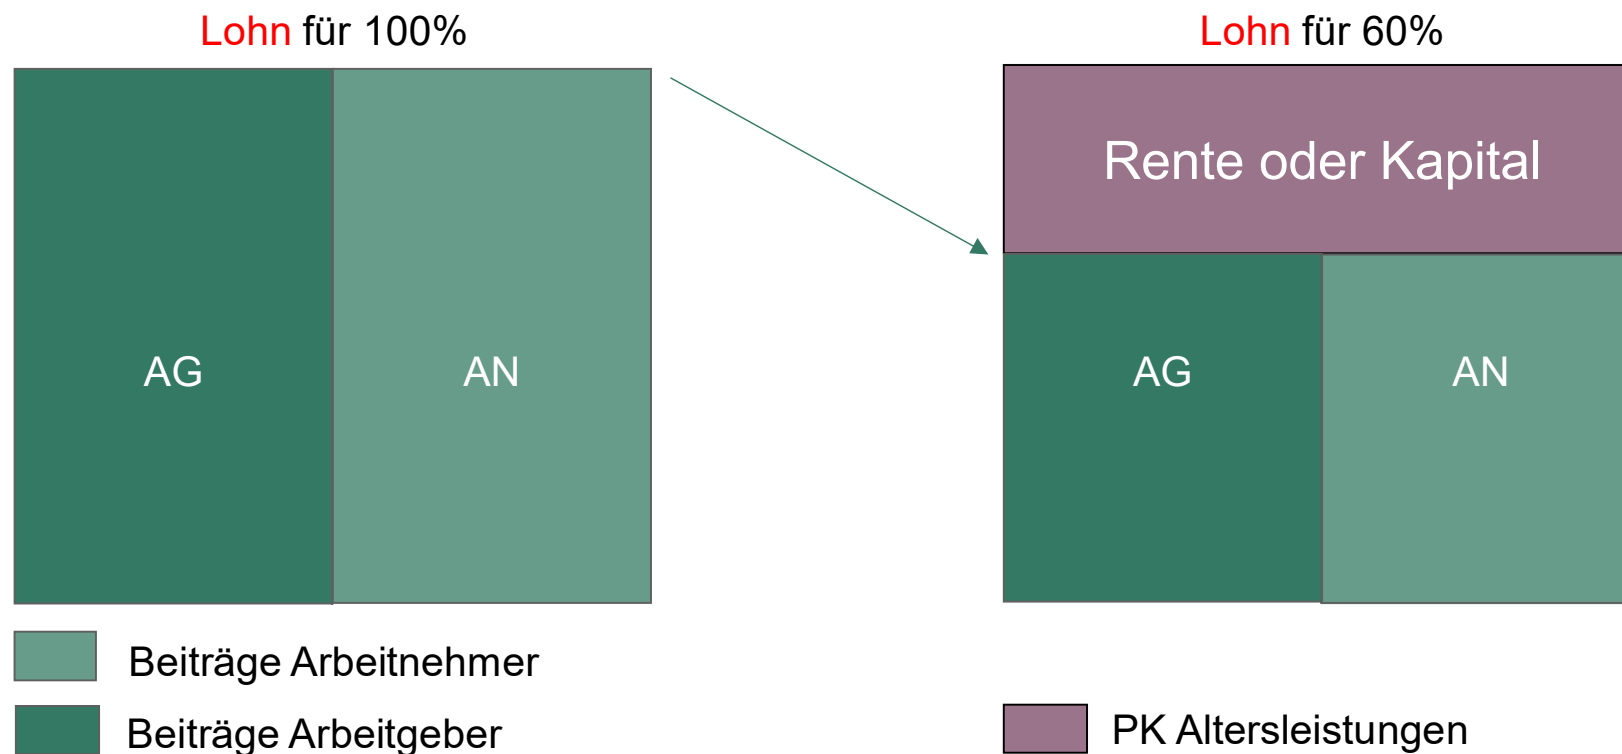 Lohn für 100%
Lohn für 60%
Rente oder Kapital
AG
AN
AG
AN
Beiträge Arbeitnehmer
Beiträge Arbeitgeber
PK Altersleistungen